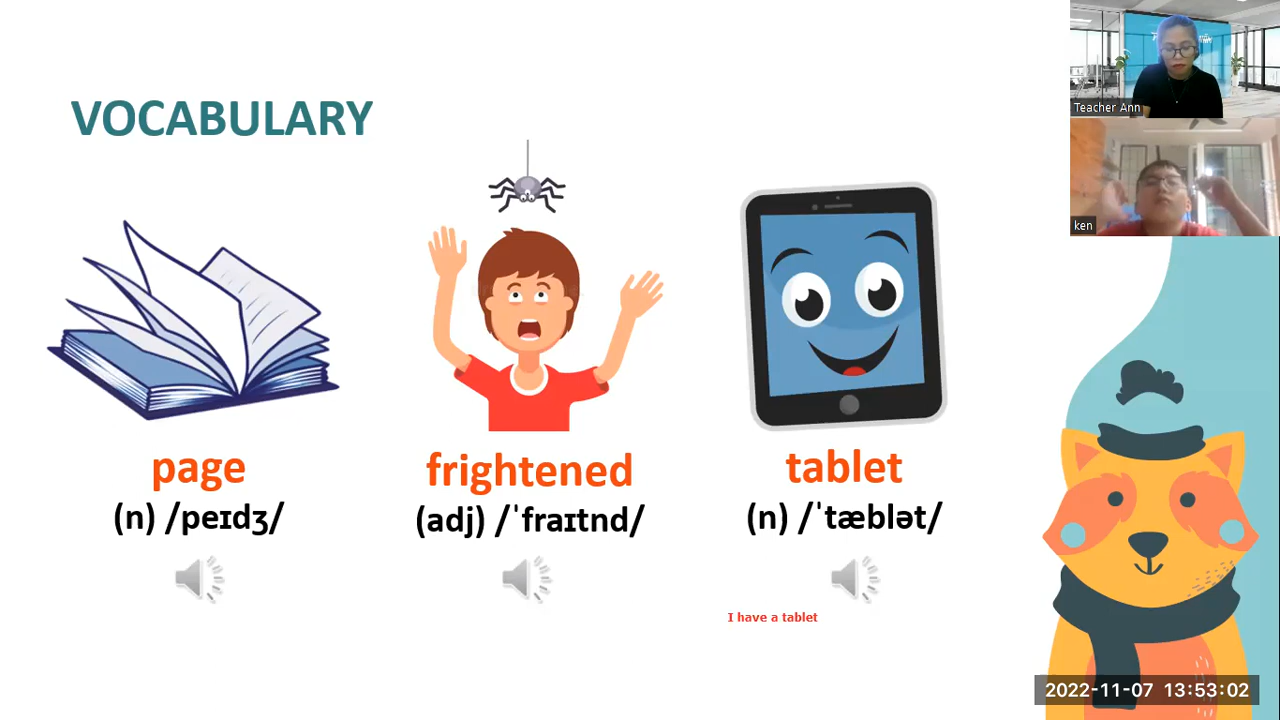 VOCABULARY
page
(n) /peɪdʒ/
frightened
(adj) /ˈfraɪtnd/
tablet
(n) /ˈtæblət/
I have a tablet
Teacher Ann
ken
2022-11-07 13:53:02